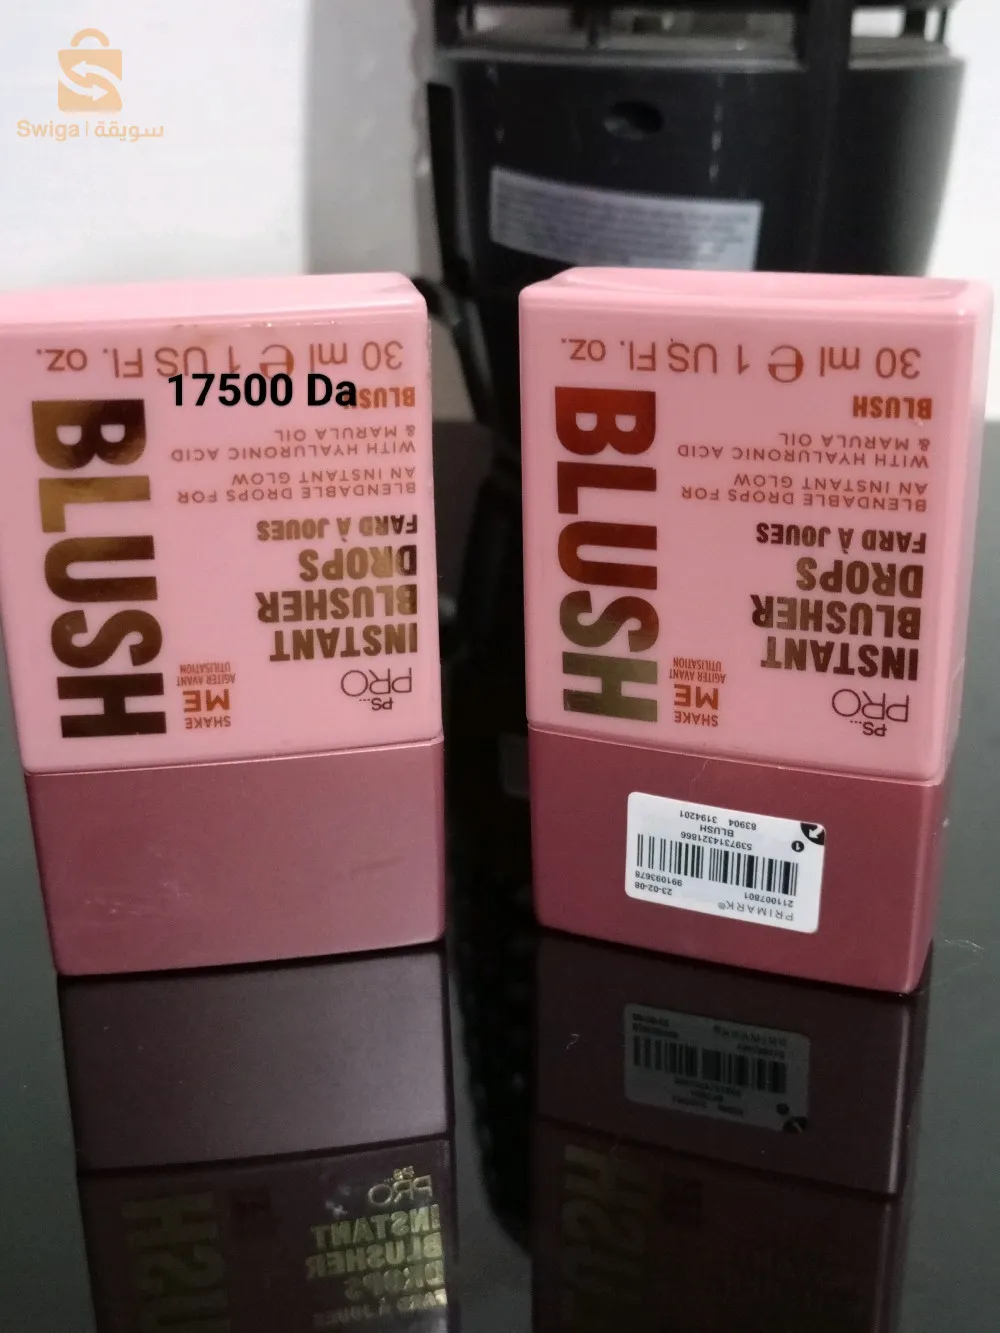 Swiga | سويقة
17500 Da
PS...
PRO
INSTANT
BLUSHER
DROPS
FARD À JOUES
BLENDABLE DROPS FOR
AN INSTANT GLOW
WITH HYALURONIC ACID
& MARULA OIL
BLUSH
30 ml ℮ 1 US Fl. oz.
SHAKE
ME
AGITER AVANT
UTILISATION
BLUSH
PS...
PRO
INSTANT
BLUSHER
DROPS
FARD À JOUES
BLENDABLE DROPS FOR
AN INSTANT GLOW
WITH HYALURONIC ACID
& MARULA OIL
BLUSH
30 ml ℮ 1 US Fl. oz.
SHAKE
ME
AGITER AVANT
UTILISATION
BLUSH
PRIMARK®
211007801
23-02-08 991093678
5397314321866
1
BLUSH
83904 3194201